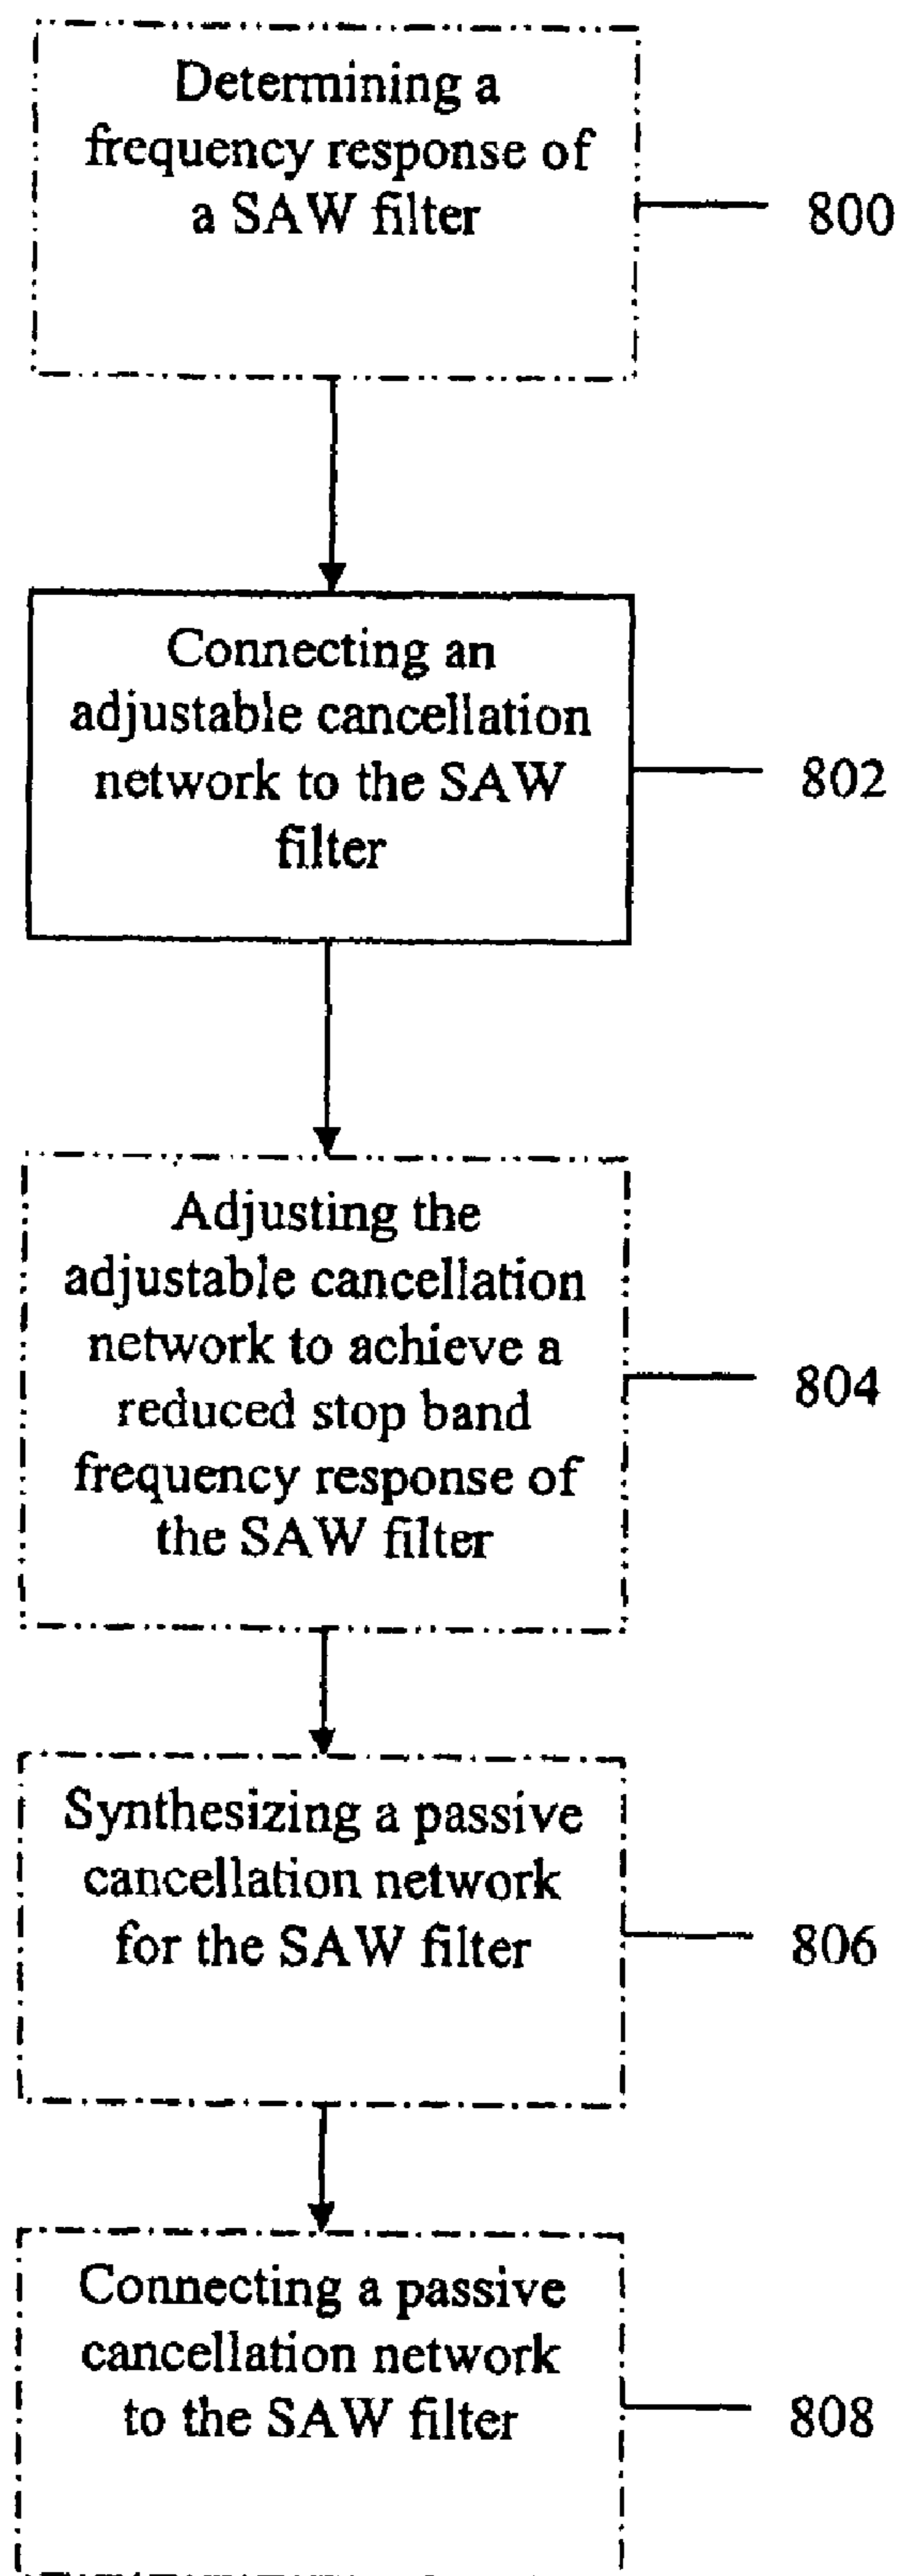 Determining a
frequency response of
a SAW filter
800
Connecting an
adjustable cancellation
network to the SAW
filter
802
Adjusting the
adjustable cancellation
network to achieve a
reduced stop band
frequency response of
the SAW filter
804
Synthesizing a passive
cancellation network
for the SAW filter
806
Connecting a passive
cancellation network
to the SAW filter
808